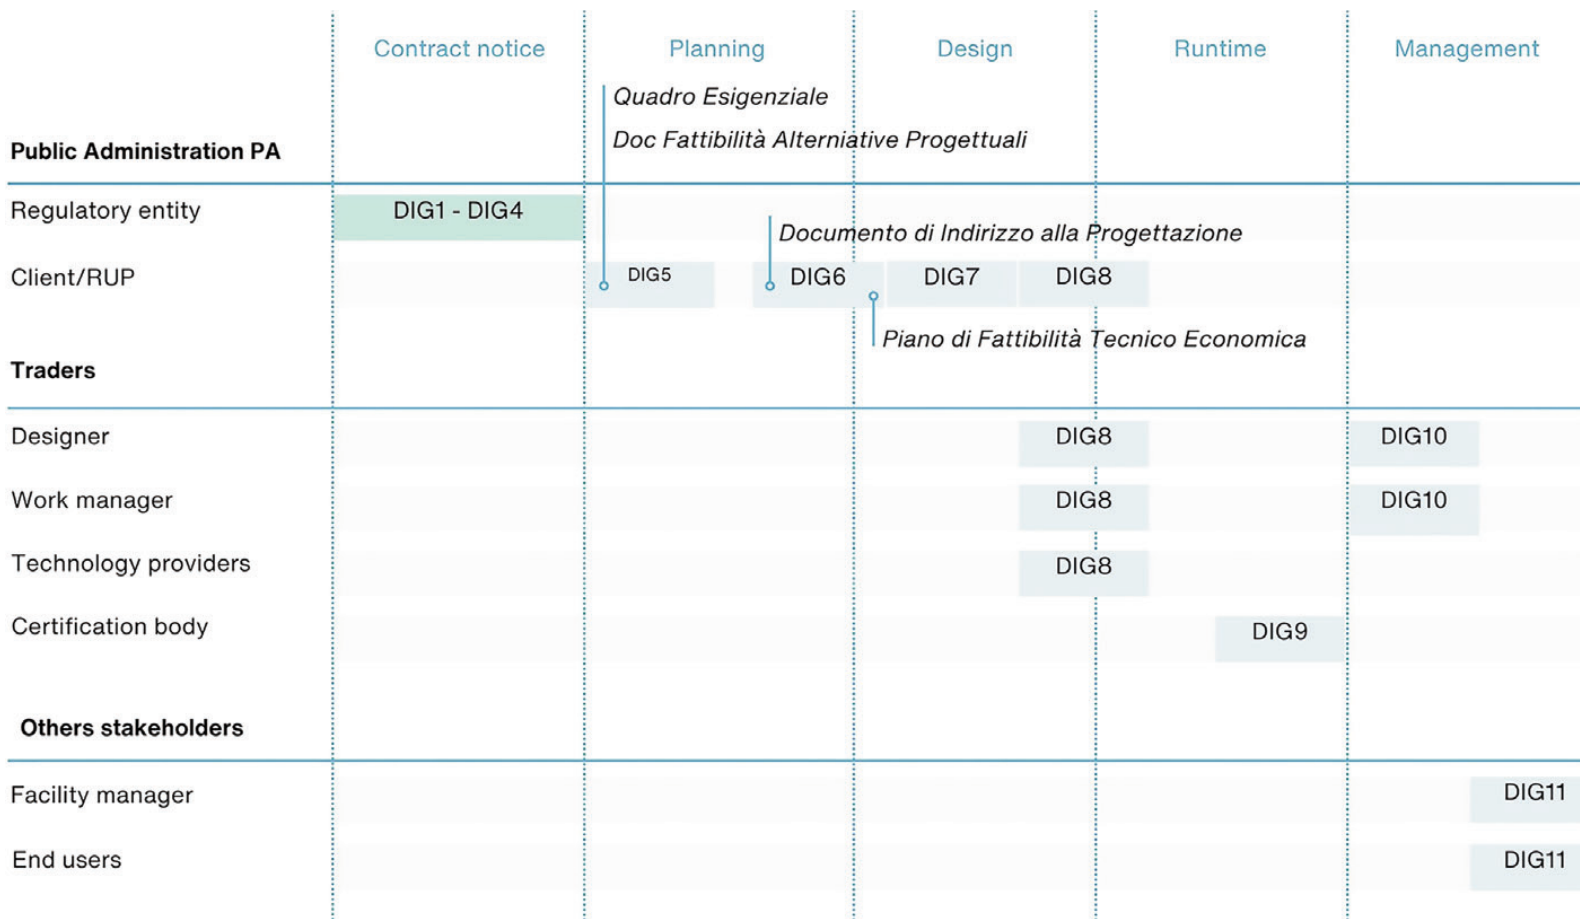 Contract notice Planning Design Runtime Management
Quadro Esigenziale
Doc Fattibilità Alterniative Progettuali
Public Administration PA
Regulatory entity DIG1 - DIG4
Documento di Indirizzo alla Progettazione
Client/RUP DIG5 DIG6 DIG7 DIG8
Piano di Fattibilità Tecnico Economica
Traders
Designer DIG8 DIG10
Work manager DIG8 DIG10
Technology providers DIG8
Certification body DIG9
Others stakeholders
Facility manager DIG11
End users DIG11